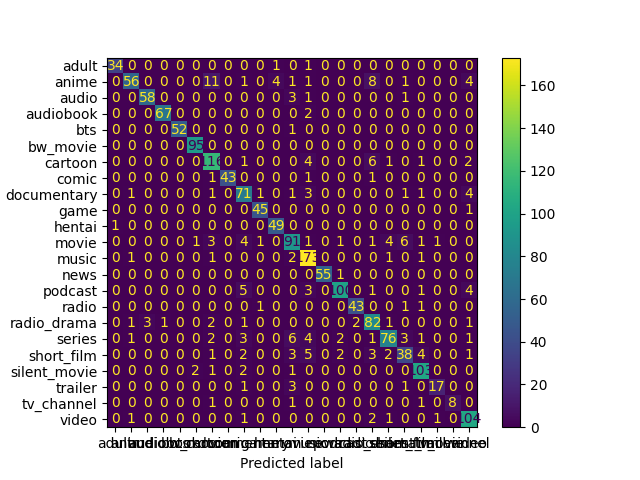 adult 34 0 0 0 0 0 0 0 0 0 1 0 1 0 0 0 0 0 0 0 0 0 0
anime 0 56 0 0 0 0 11 0 1 0 4 1 1 0 0 0 8 0 1 0 0 0 4
audio 0 0 58 0 0 0 0 0 0 0 0 3 1 0 0 0 0 0 1 0 0 0 0
audiobook 0 0 0 67 0 0 0 0 0 0 0 0 2 0 0 0 0 0 0 0 0 0 0
bts 0 0 0 0 52 0 0 0 0 0 0 1 0 0 0 0 0 0 0 0 0 0 0
bw_movie 0 0 0 0 0 95 0 0 0 0 0 0 0 0 0 0 0 0 0 0 0 0 0
cartoon 0 0 0 0 0 0 116 0 1 0 0 0 4 0 0 0 6 1 0 1 0 0 2
comic 0 0 0 0 0 0 0 43 0 0 0 0 1 0 0 0 1 0 0 0 0 0 0
documentary 0 1 0 0 0 0 1 0 71 1 0 1 3 0 0 0 0 0 1 1 0 0 4
game 0 0 0 0 0 0 0 0 0 45 0 0 0 0 0 0 0 0 0 0 0 0 1
hentai 1 0 0 0 0 0 0 0 0 0 49 0 0 0 0 0 0 0 0 0 0 0 0
movie 0 0 0 0 0 1 3 0 4 1 0 91 1 0 1 0 1 4 6 1 1 0 0
music 0 1 0 0 0 0 1 0 0 0 0 2 173 0 0 0 0 1 0 1 0 0 0
news 0 0 0 0 0 0 0 0 0 0 0 0 0 55 1 0 0 0 0 0 0 0 0
podcast 0 0 0 0 0 0 0 0 5 0 0 0 3 0 100 0 1 0 0 1 0 0 4
radio 0 0 0 0 0 0 0 0 0 1 0 0 0 0 0 43 0 0 1 1 0 0 0
radio_drama 0 1 3 1 0 0 2 0 1 0 0 0 0 0 0 2 82 1 0 0 0 0 1
series 0 1 0 0 0 0 2 0 3 0 0 6 4 0 2 0 1 76 3 1 0 0 1
short_film 0 0 0 0 0 0 1 0 2 0 0 3 5 0 2 0 3 2 38 4 0 0 1
silent_movie 0 0 0 0 0 2 1 0 2 0 0 1 0 0 0 0 0 0 0 103 0 0 0
trailer 0 0 0 0 0 0 0 0 1 0 0 3 0 0 0 0 0 0 1 0 17 0 0
tv_channel 0 0 0 0 0 0 1 0 0 0 0 1 0 0 0 0 0 0 0 1 0 8 0
video 0 1 0 0 0 0 0 0 1 0 0 0 0 0 0 0 2 1 0 1 0 0 104
Predicted label
160
140
120
100
80
60
40
20
0